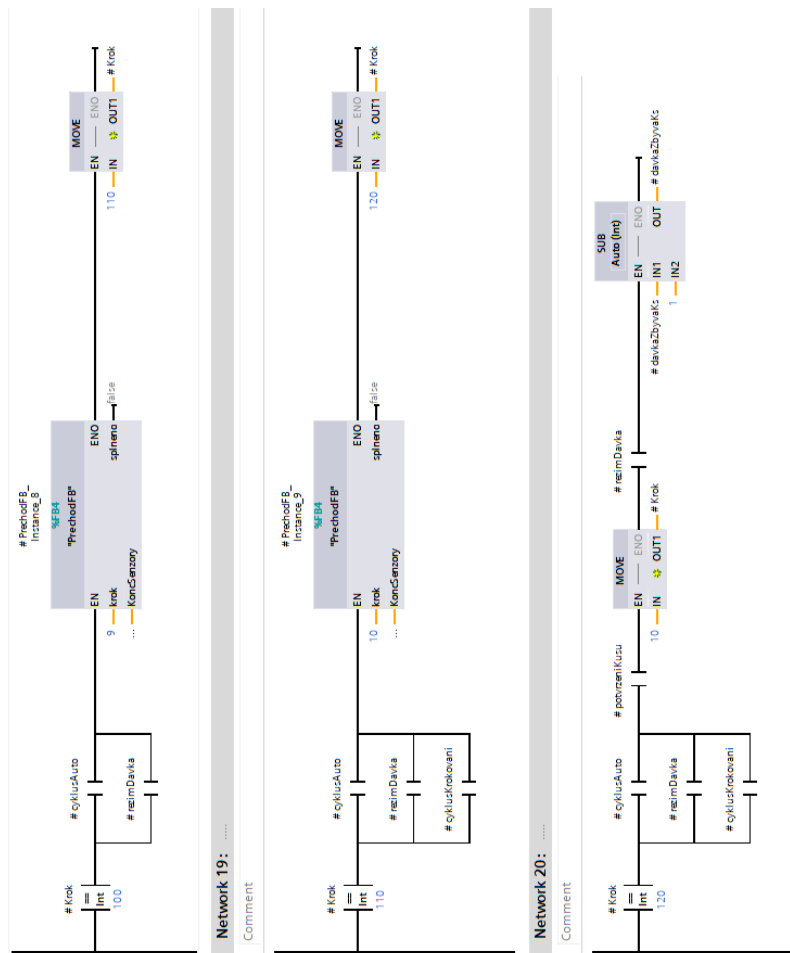 # Krok
==
Int
100
# cyklusAuto
# rezimDavka
# PrechodFB_
Instance_8
%FB4
"PrechodFB"
EN
ENO
9
krok
splneno
false
...
KoncSenzory
MOVE
EN
ENO
110
IN
OUT1
# Krok
Network 19: .....
Comment
# Krok
==
Int
110
# cyklusAuto
# rezimDavka
# cyklusKrokovani
# PrechodFB_
Instance_9
%FB4
"PrechodFB"
EN
ENO
10
krok
splneno
false
...
KoncSenzory
MOVE
EN
ENO
120
IN
OUT1
# Krok
Network 20: .....
Comment
# Krok
==
Int
120
# cyklusAuto
# rezimDavka
# cyklusKrokovani
# potvrzeniKusu
MOVE
EN
ENO
10
IN
OUT1
# Krok
# rezimDavka
SUB
Auto (Int)
EN
ENO
# davkaZbyvaKs
IN1
OUT
# davkaZbyvaKs
1
IN2